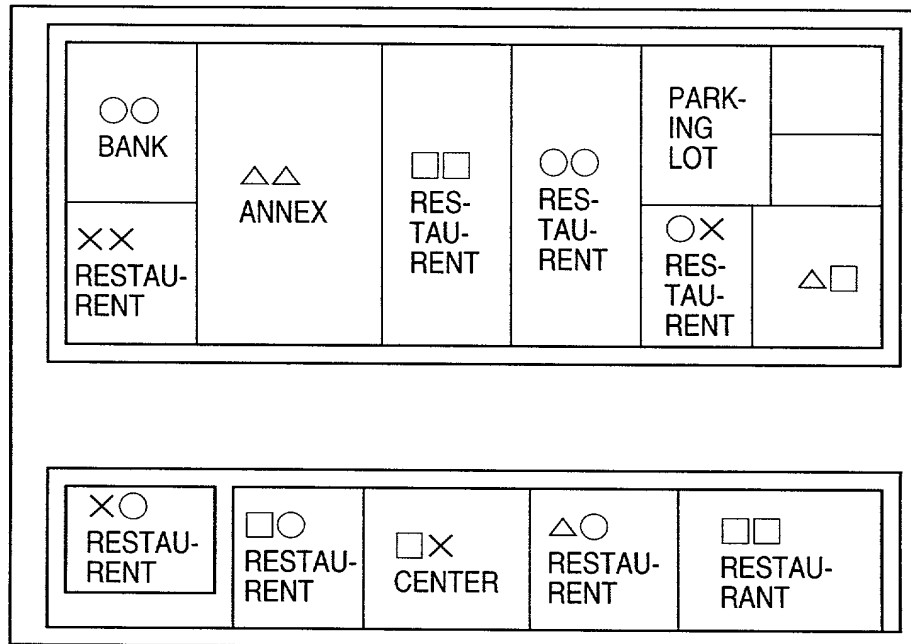 ○○
BANK
××
RESTAU-
RENT
△△
ANNEX
□□
RES-
TAU-
RENT
○○
RES-
TAU-
RENT
PARK-
ING
LOT
○×
RES-
TAU-
RENT
△□
×○
RESTAU-
RENT
□○
RESTAU-
RENT
□×
CENTER
△○
RESTAU-
RENT
□□
RESTAU-
RANT